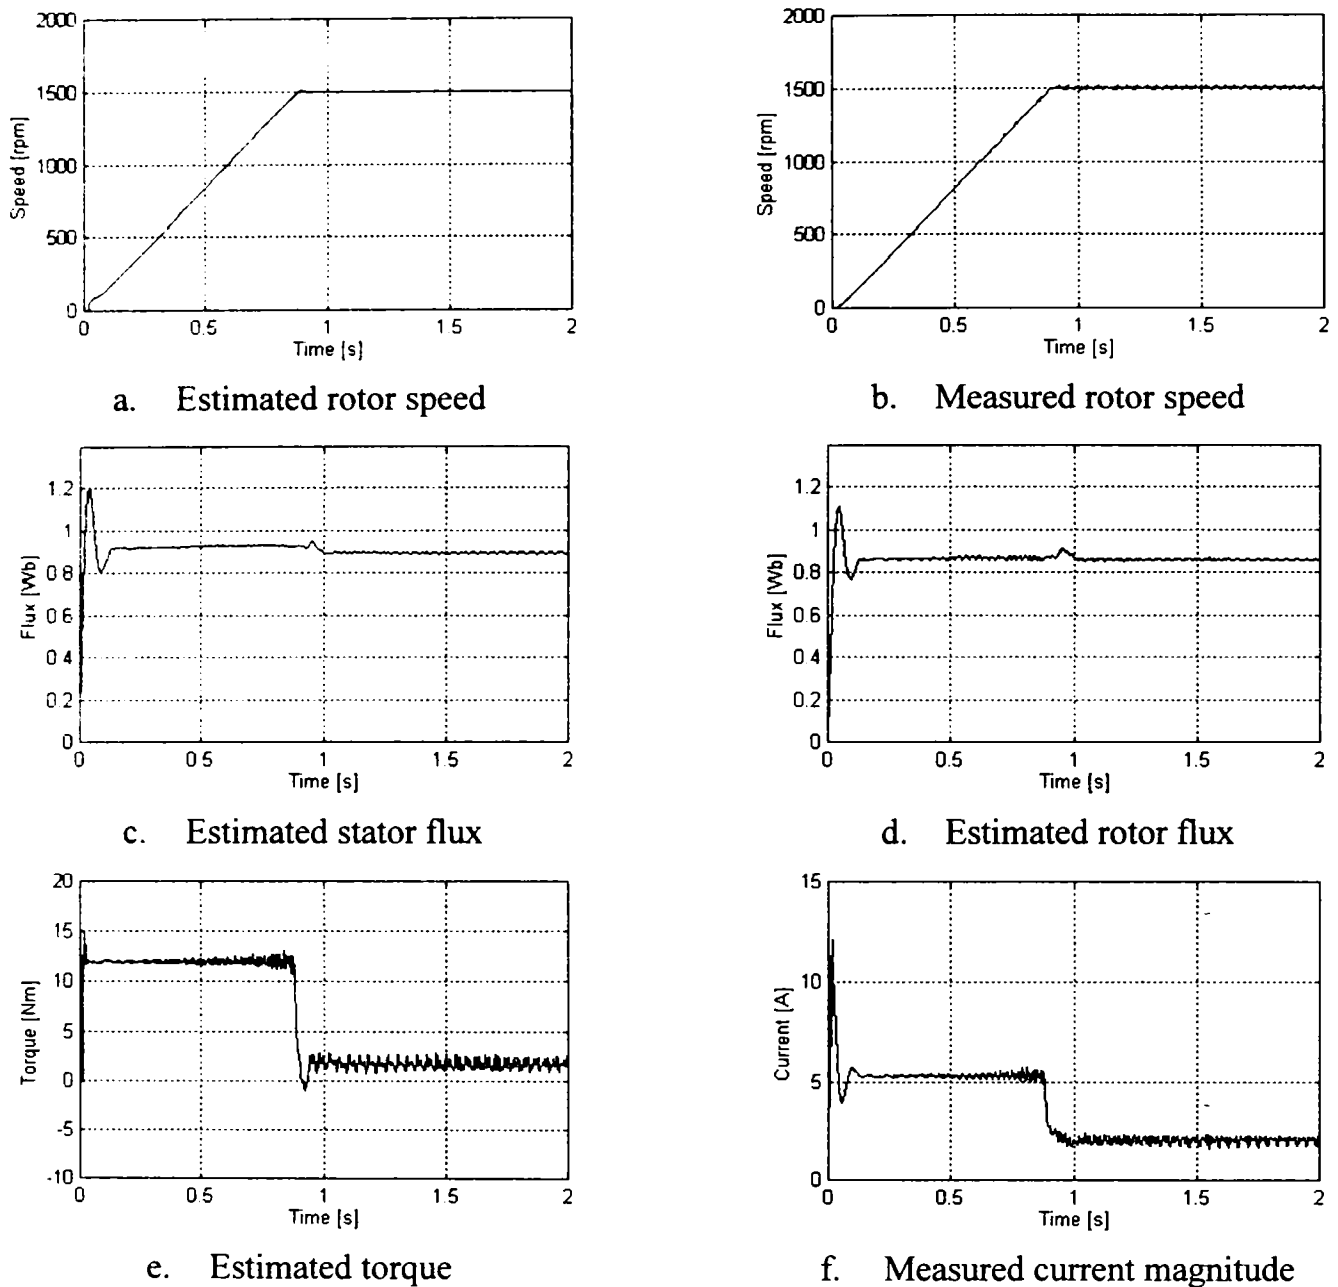 2000
1500
1000
500
0
Speed [rpm]
0 0.5 1 1.5 2
Time [s]
a. Estimated rotor speed
2000
1500
1000
500
0
Speed [rpm]
0 0.5 1 1.5 2
Time [s]
b. Measured rotor speed
1.2
1
0.8
0.6
0.4
0.2
0
Flux [Wb]
0 0.5 1 1.5 2
Time [s]
c. Estimated stator flux
1.2
1
0.8
0.6
0.4
0.2
0
Flux [Wb]
0 0.5 1 1.5 2
Time [s]
d. Estimated rotor flux
20
15
10
5
0
-5
-10
Torque [Nm]
0 0.5 1 1.5 2
Time [s]
e. Estimated torque
15
10
5
0
Current [A]
0 0.5 1 1.5 2
Time [s]
f. Measured current magnitude